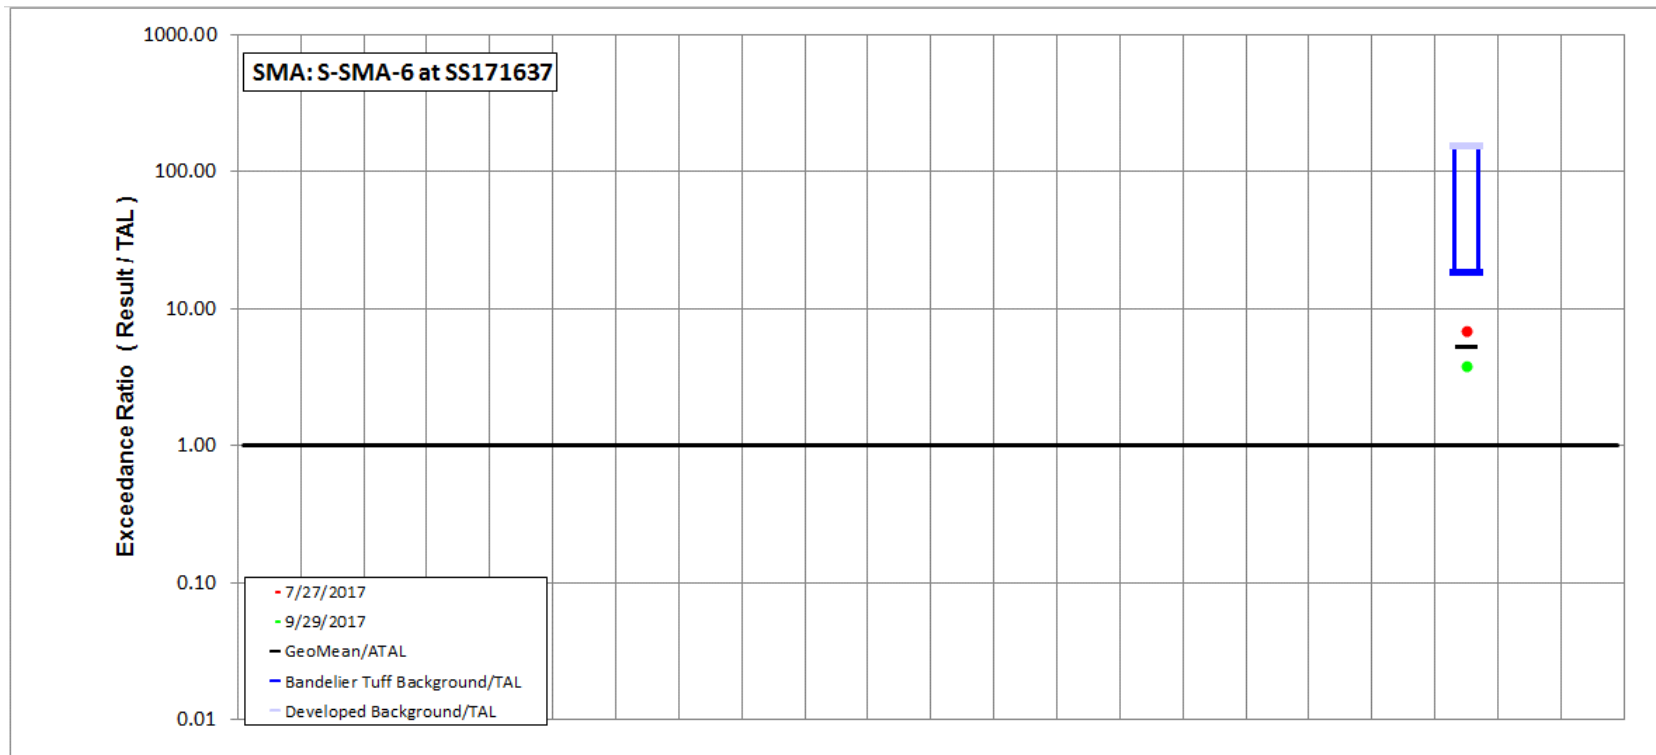 1000.00
SMA: S-SMA-6 at SS171637
100.00
10.00
1.00
0.10
0.01
Exceedance Ratio ( Result / TAL )
7/27/2017
9/29/2017
GeoMean/ATAL
Bandelier Tuff Background/TAL
Developed Background/TAL